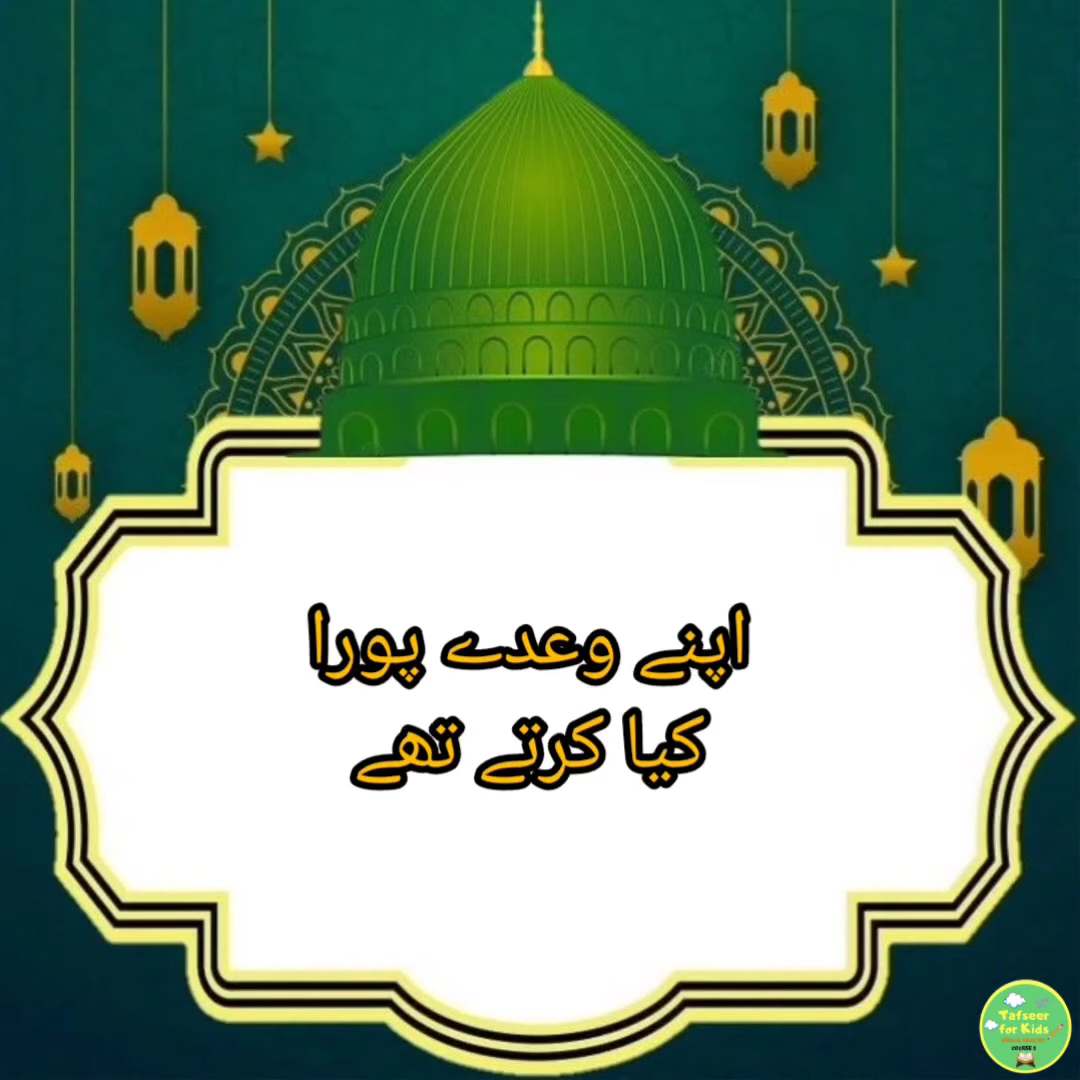 اپنے وعدے پورا
کیا کرتے تھے
Tafseer
for Kids